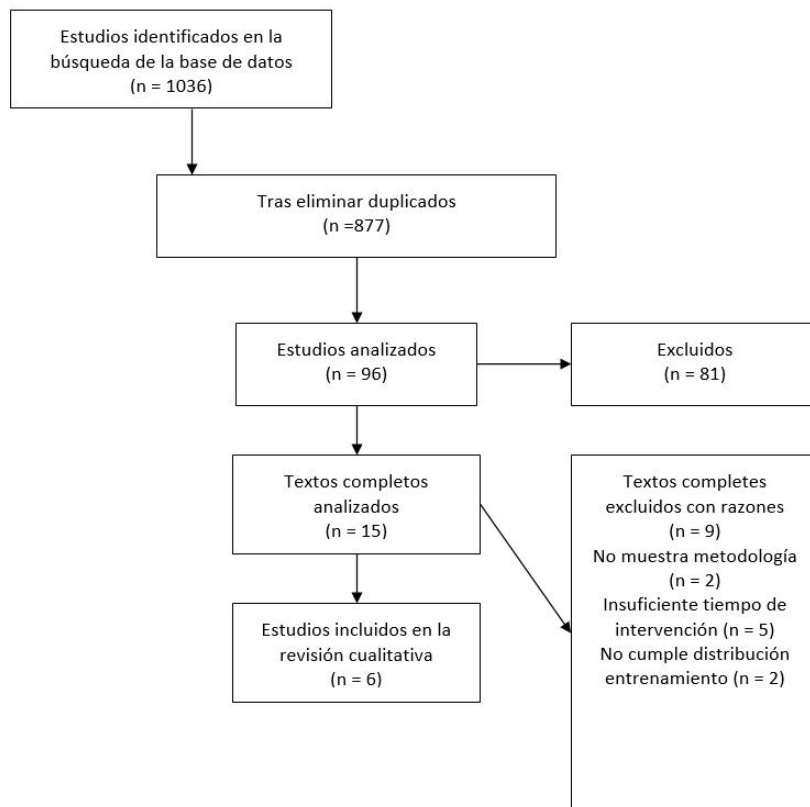 Estudios identificados en la
búsqueda de la base de datos
(n = 1036)
Tras eliminar duplicados
(n =877)
Estudios analizados
(n = 96)
Excluidos
(n = 81)
Textos completos
analizados
(n = 15)
Textos completes
excluidos con razones
(n = 9)
No muestra metodología
(n = 2)
Insuficiente tiempo de
intervención (n = 5)
No cumple distribución
entrenamiento (n = 2)
Estudios incluidos en la
revisión cualitativa
(n = 6)